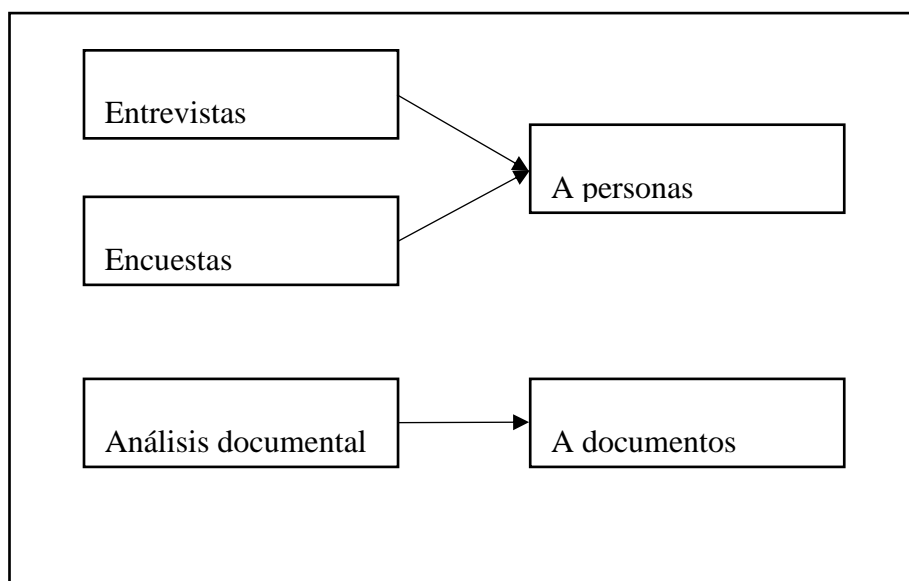 Entrevistas
A personas
Encuestas
Análisis documental
A documentos